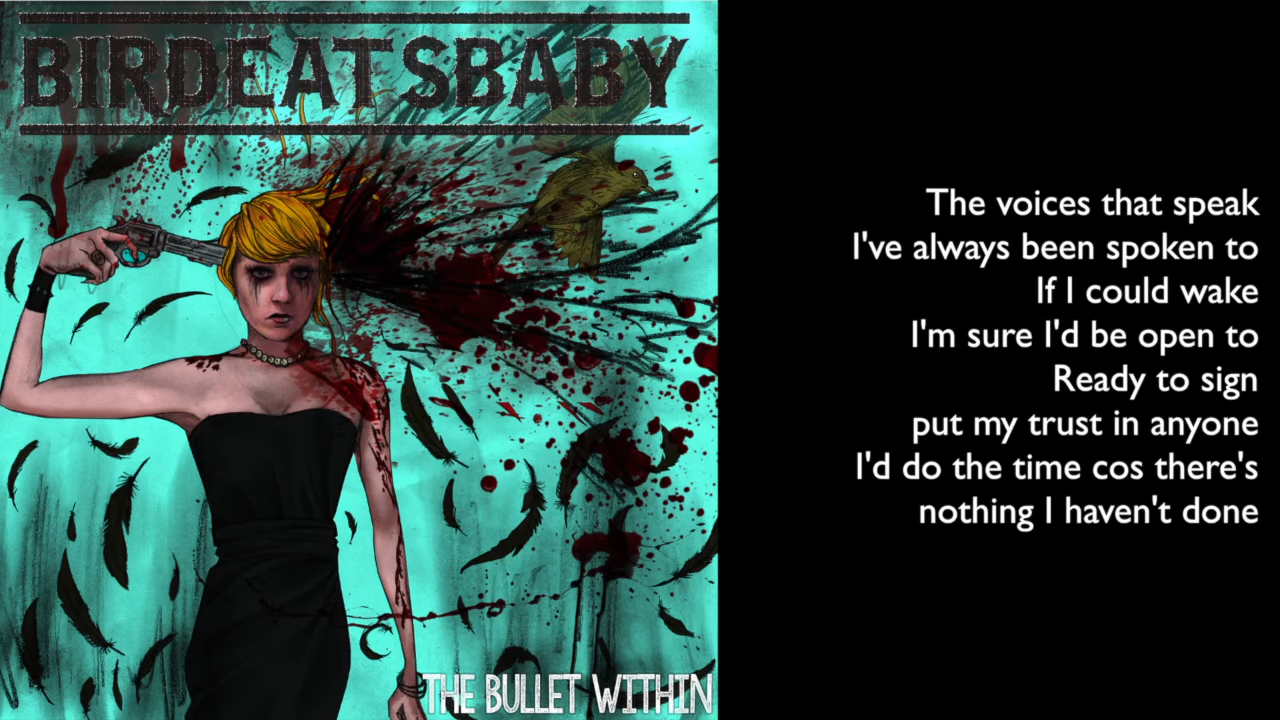 BIRDEATSBABY
THE BULLET WITHIN
The voices that speak
I've always been spoken to
If I could wake
I'm sure I'd be open to
Ready to sign
put my trust in anyone
I'd do the time cos there's
nothing I haven't done